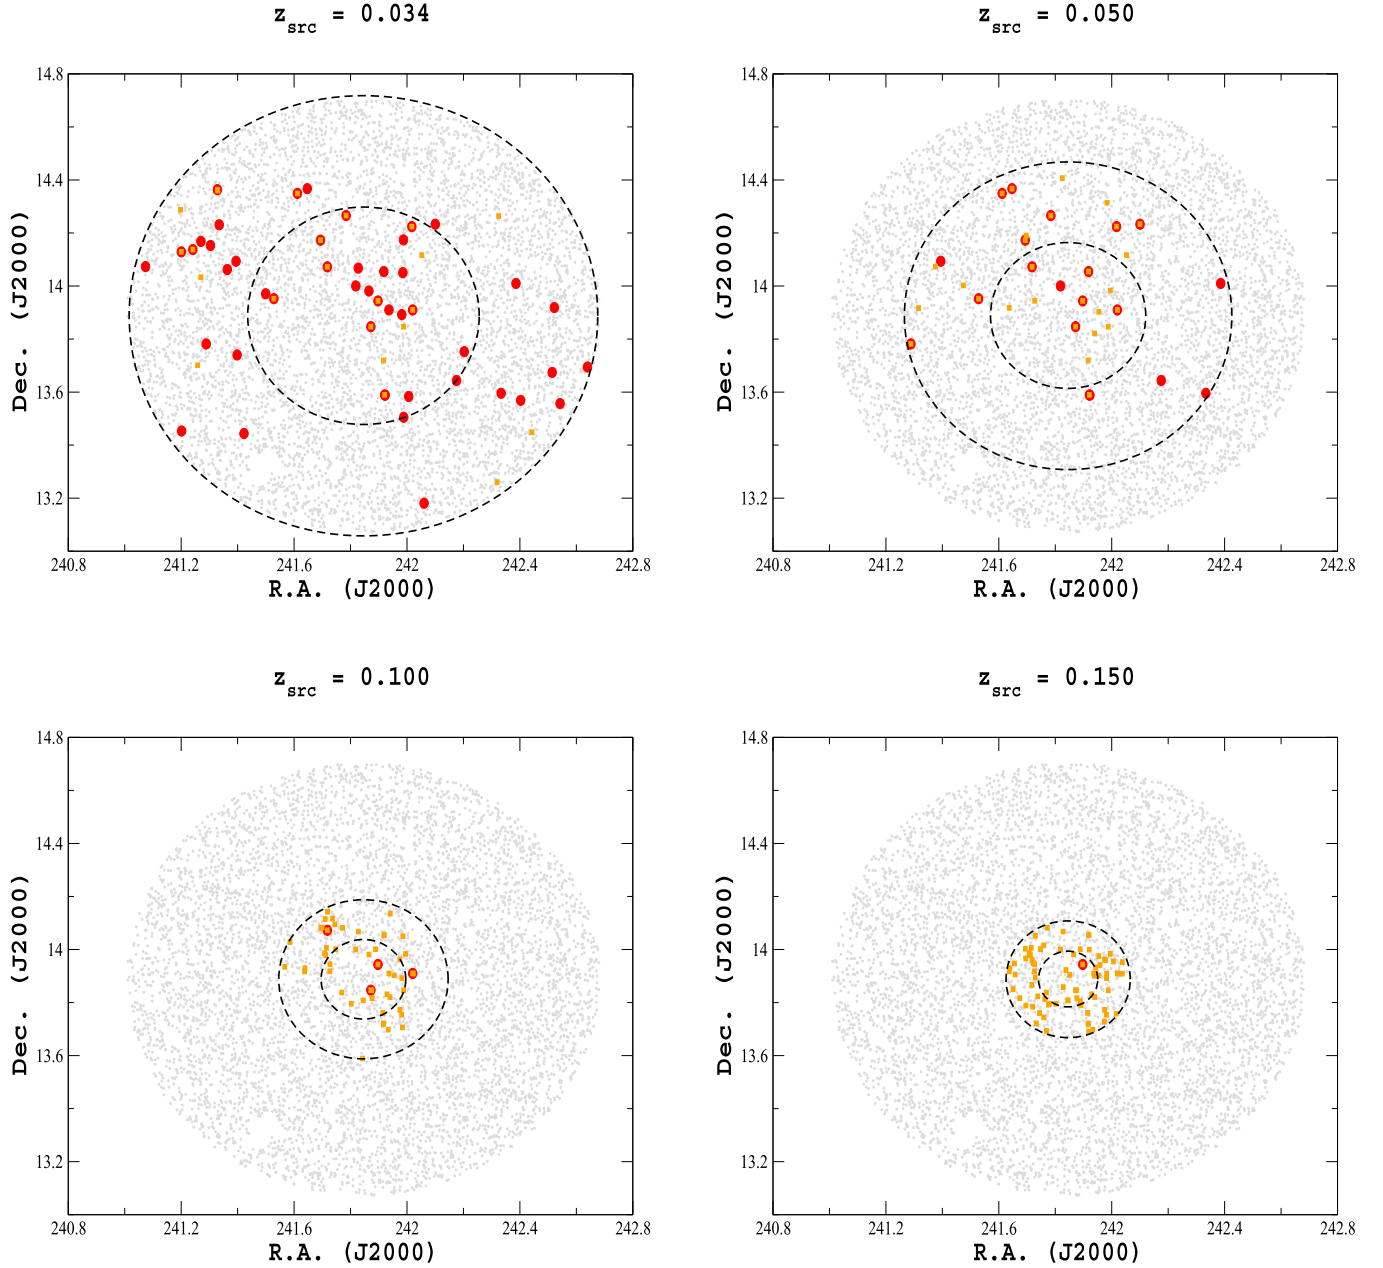 z_src = 0.034
14.8
14.4
14
13.6
13.2
Dec. (J2000)
240.8 241.2 241.6 242 242.4 242.8
R.A. (J2000)
z_src = 0.050
14.8
14.4
14
13.6
13.2
Dec. (J2000)
240.8 241.2 241.6 242 242.4 242.8
R.A. (J2000)
z_src = 0.100
14.8
14.4
14
13.6
13.2
Dec. (J2000)
240.8 241.2 241.6 242 242.4 242.8
R.A. (J2000)
z_src = 0.150
14.8
14.4
14
13.6
13.2
Dec. (J2000)
240.8 241.2 241.6 242 242.4 242.8
R.A. (J2000)